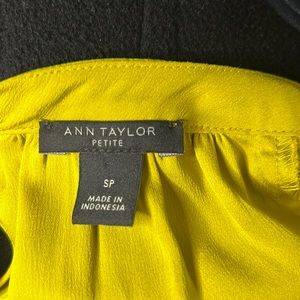 ANN TAYLOR
PETITE
SP
MADE IN
INDONESIA